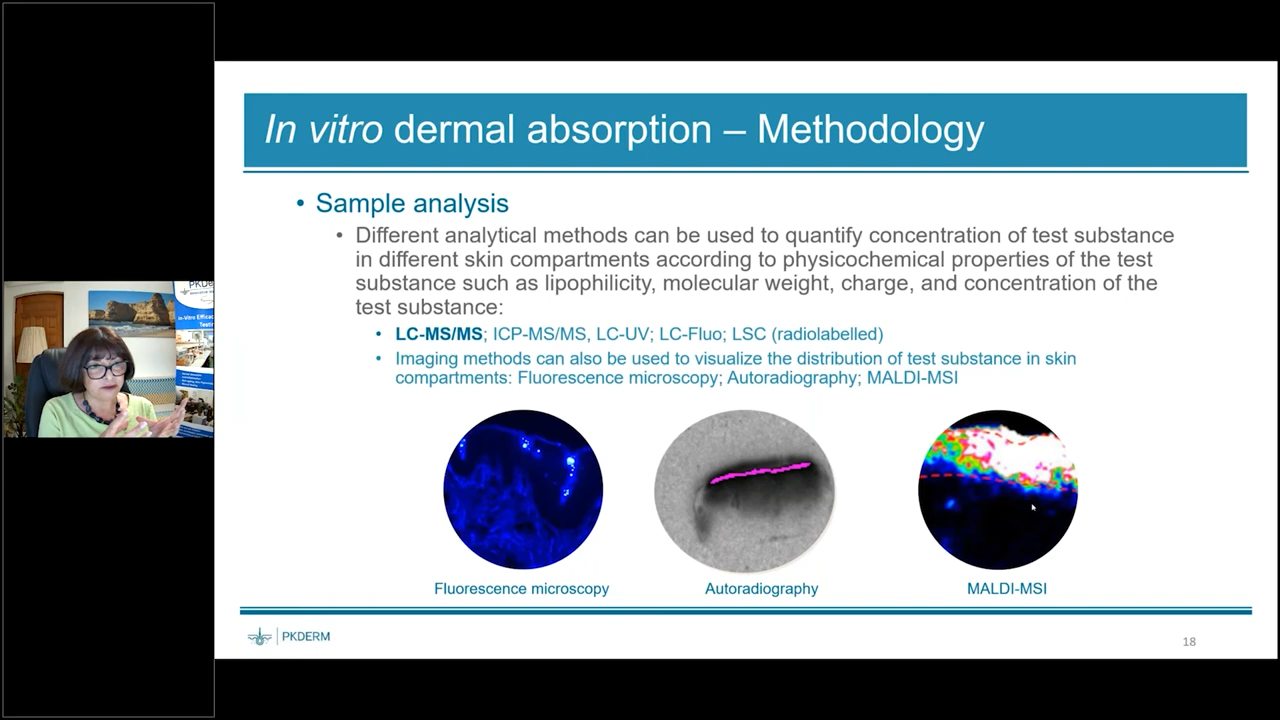 In vitro dermal absorption – Methodology
• Sample analysis
• Different analytical methods can be used to quantify concentration of test substance
in different skin compartments according to physicochemical properties of the test
substance such as lipophilicity, molecular weight, charge, and concentration of the
test substance:
• LC-MS/MS; ICP-MS/MS, LC-UV; LC-Fluo; LSC (radiolabelled)
• Imaging methods can also be used to visualize the distribution of test substance in skin
compartments: Fluorescence microscopy; Autoradiography; MALDI-MSI
Fluorescence microscopy
Autoradiography
MALDI-MSI
PKDERM
18